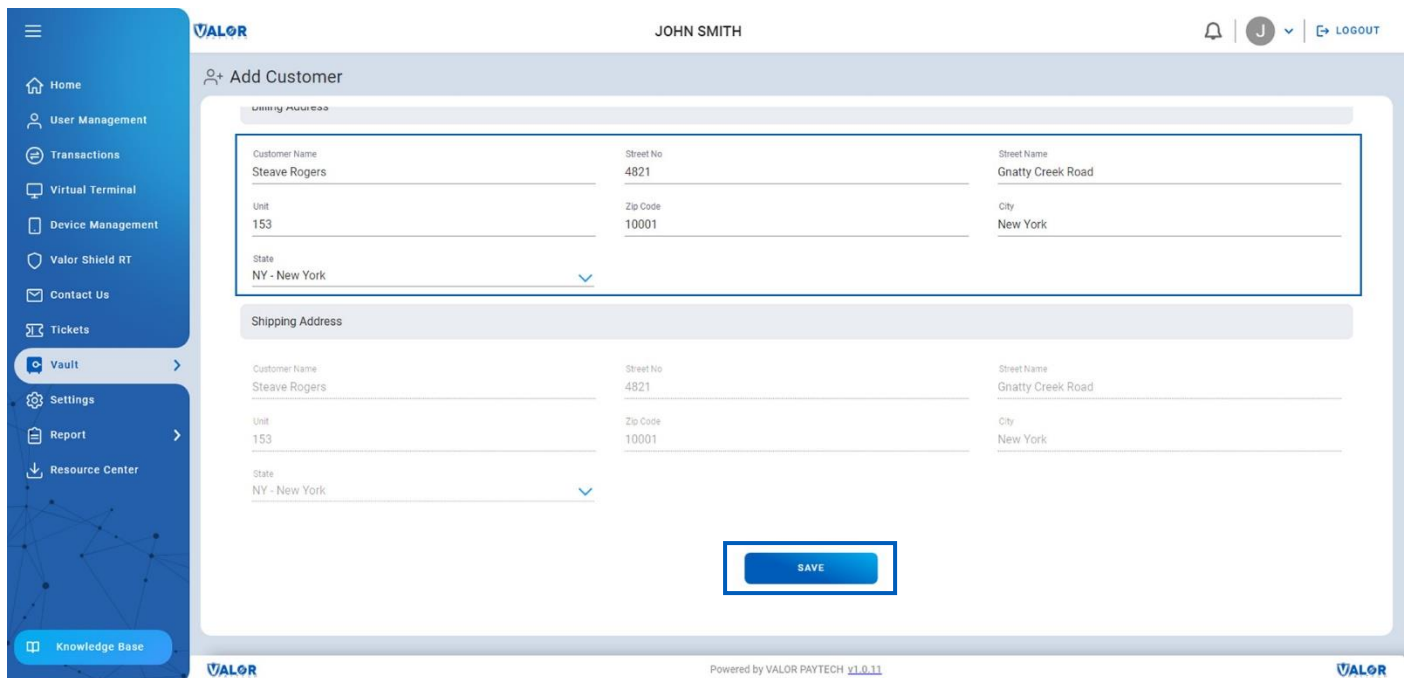 VALOR
JOHN SMITH
J
LOGOUT
Home
User Management
Transactions
Virtual Terminal
Device Management
Valor Shield RT
Contact Us
Tickets
Vault
Settings
Report
Resource Center
Knowledge Base
Add Customer
Billing Address
Customer Name Street No Street Name
Steave Rogers 4821 Gnatty Creek Road
Unit Zip Code City
153 10001 New York
State
NY - New York
Shipping Address
Customer Name Street No Street Name
Steave Rogers 4821 Gnatty Creek Road
Unit Zip Code City
153 10001 New York
State
NY - New York
SAVE
VALOR Powered by VALOR PAYTECH v1.0.11 VALOR